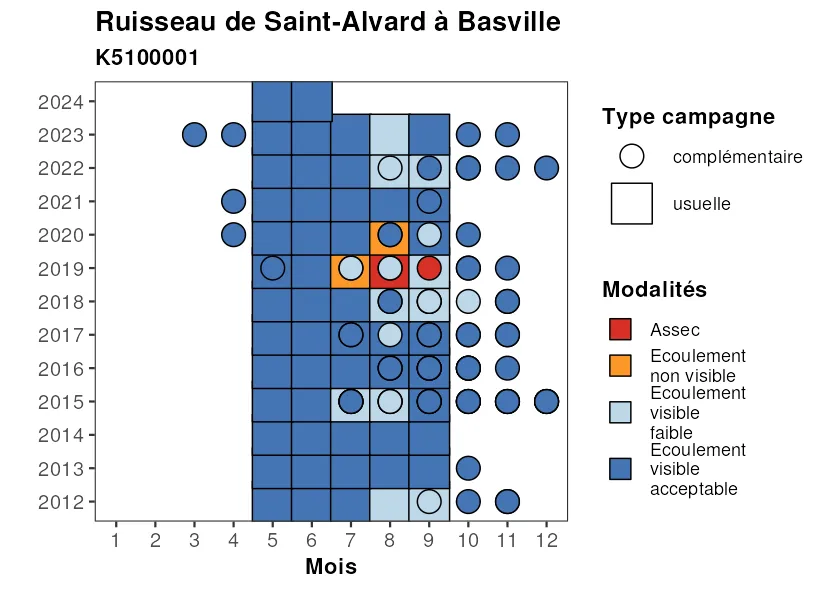 Ruisseau de Saint-Alvard à Basville
K5100001
2024
2023
2022
2021
2020
2019
2018
2017
2016
2015
2014
2013
2012
1 2 3 4 5 6 7 8 9 10 11 12
Mois
Type campagne
complémentaire
usuelle
Modalités
Assec
Ecoulement
non visible
Ecoulement
visible
faible
Ecoulement
visible
acceptable